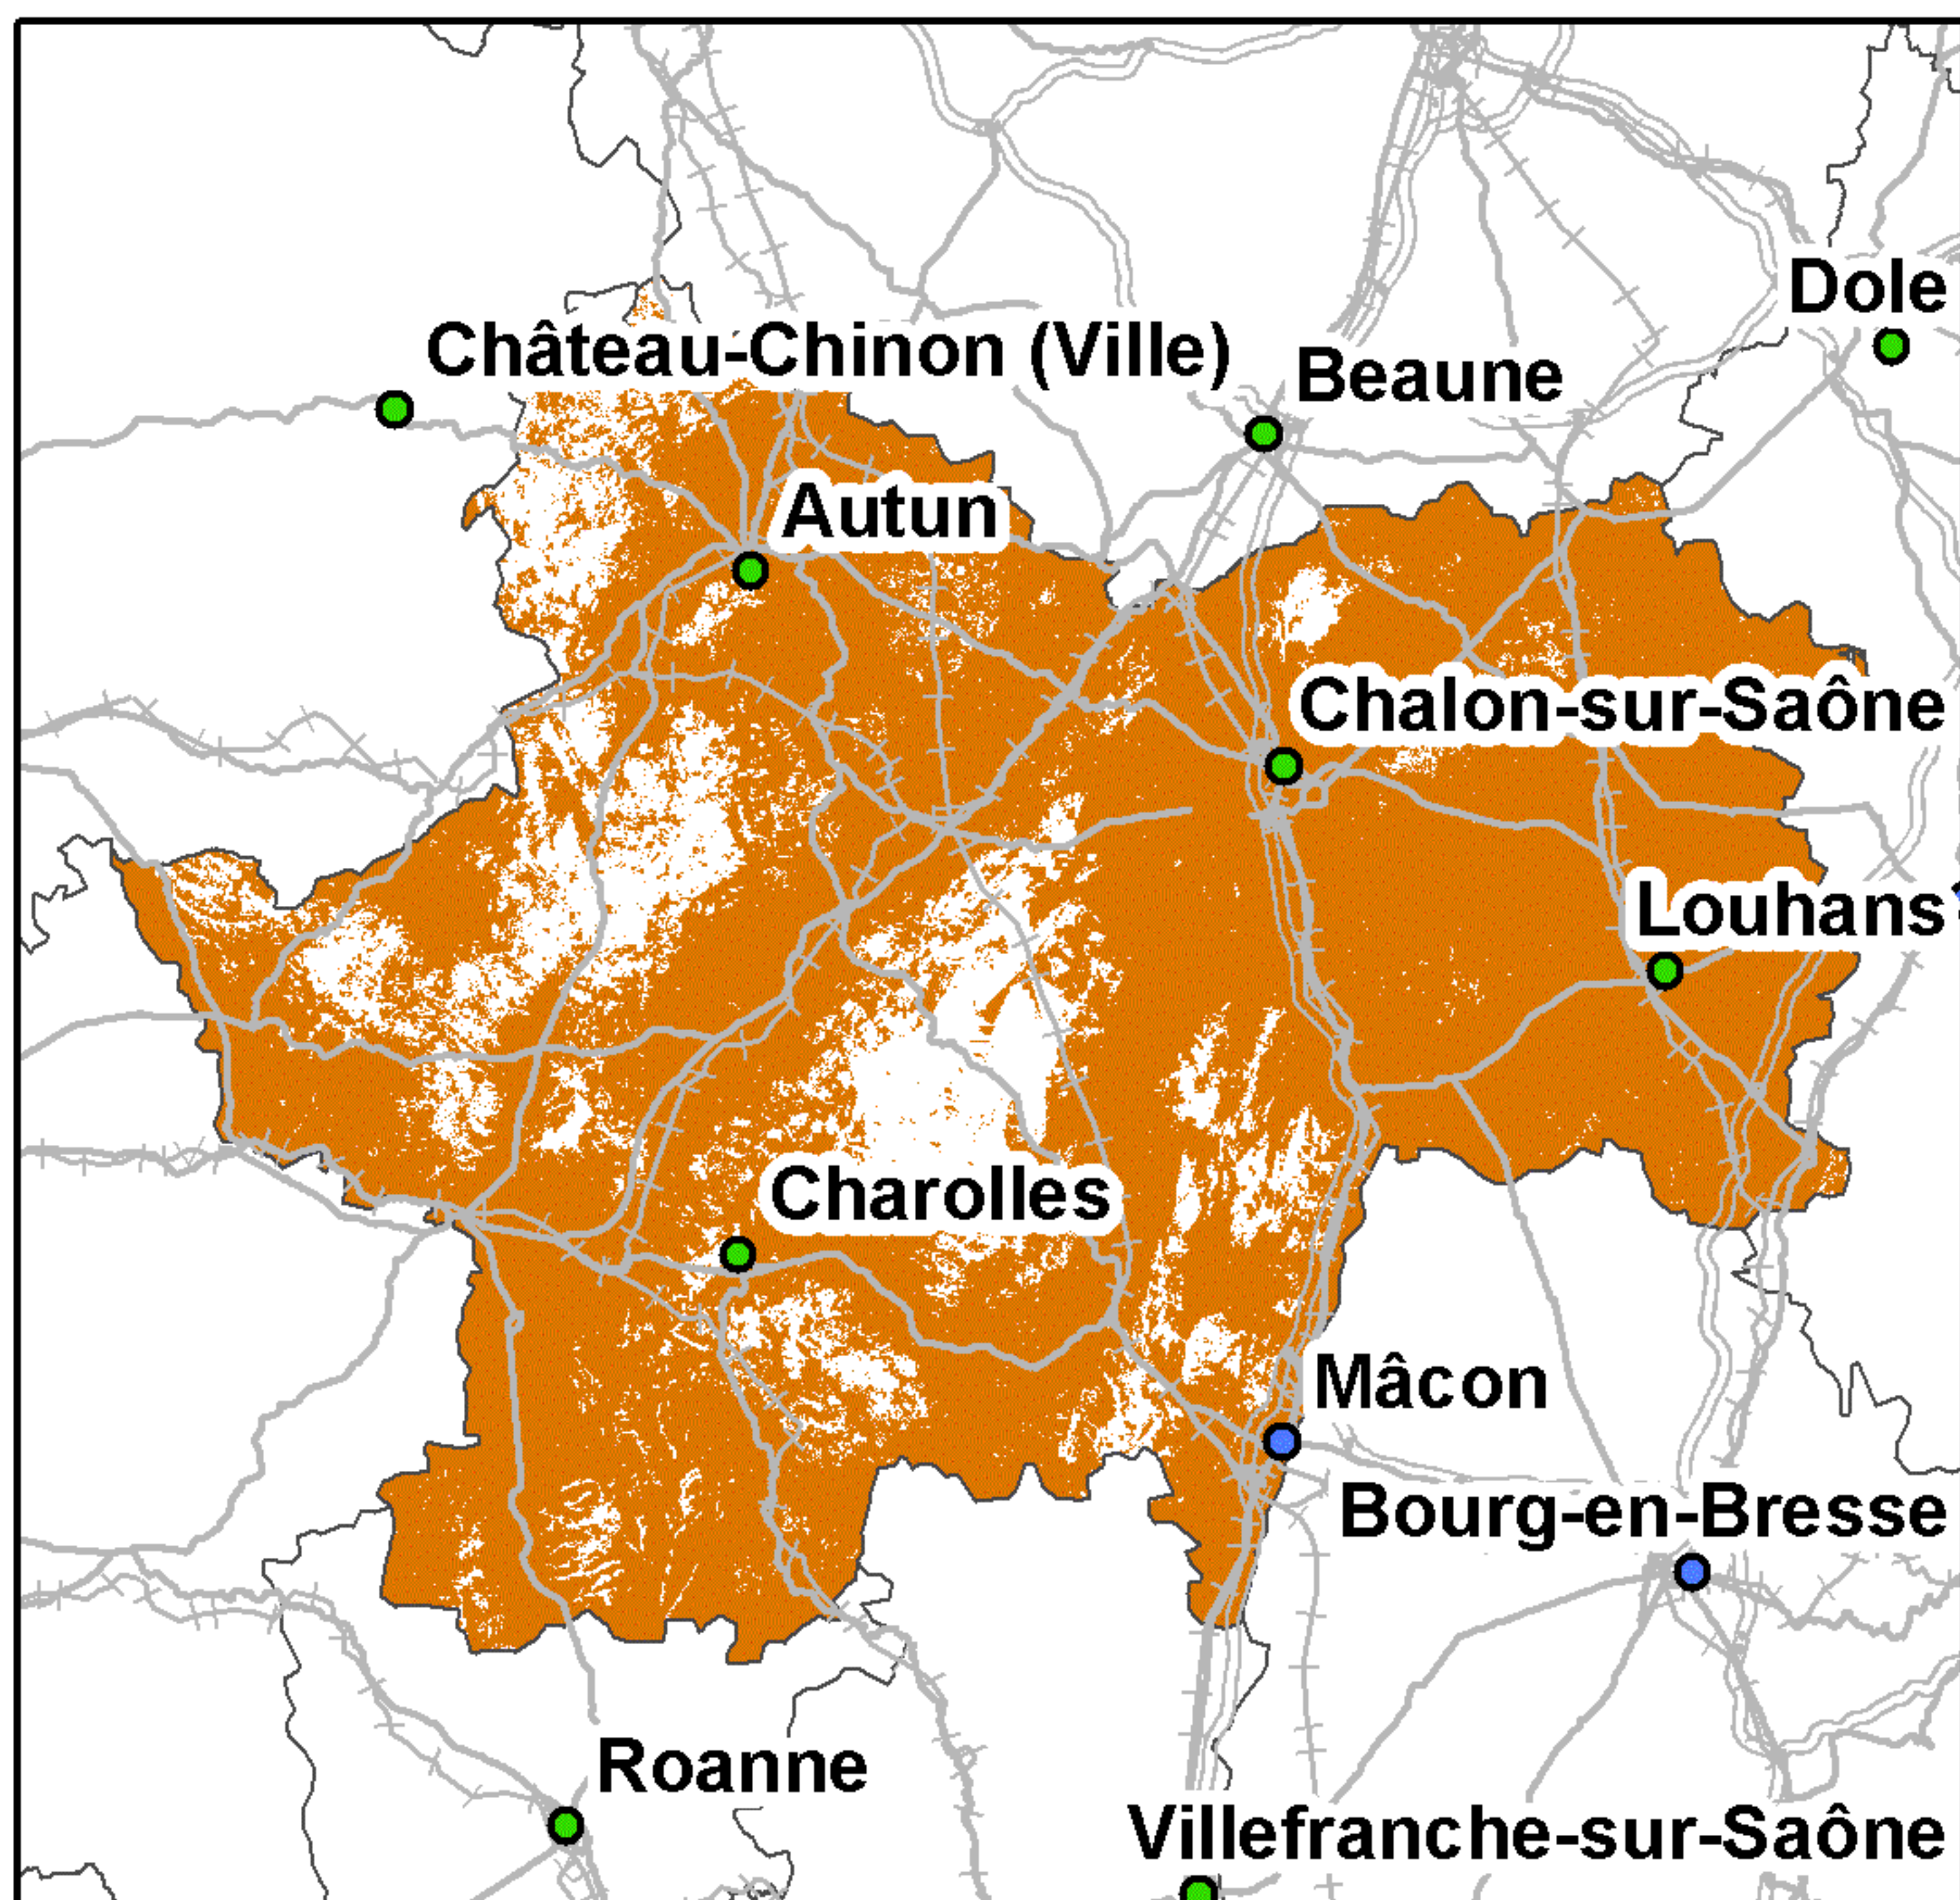 Dole
Château-Chinon (Ville)
Beaune
Autun
Chalon-sur-Saône
Louhans
Charolles
Mâcon
Bourg-en-Bresse
Roanne
Villefranche-sur-Saône